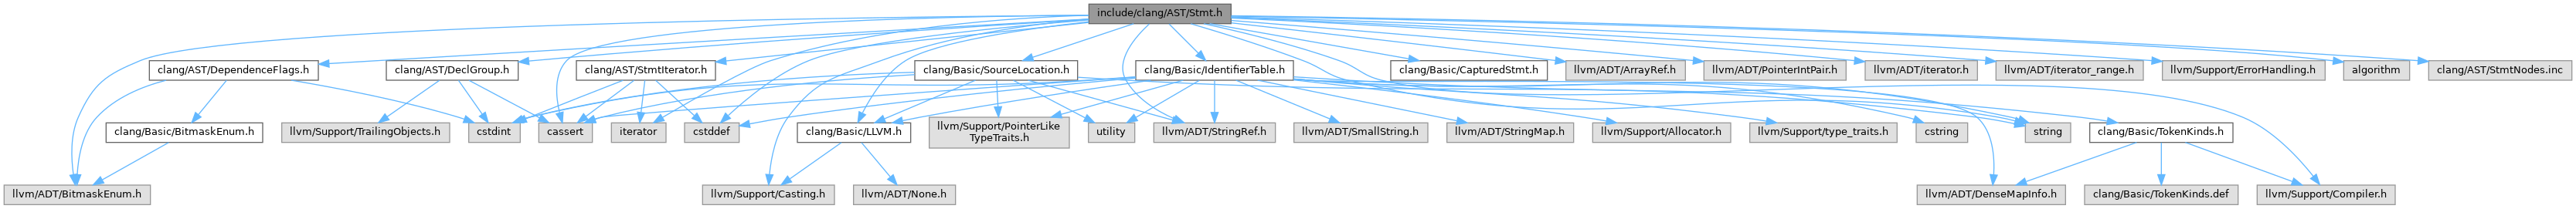 include/clang/AST/Stmt.h
clang/AST/DependenceFlags.h
clang/AST/DeclGroup.h
clang/AST/StmtIterator.h
clang/Basic/SourceLocation.h
clang/Basic/IdentifierTable.h
clang/Basic/CapturedStmt.h
llvm/ADT/ArrayRef.h
llvm/ADT/PointerIntPair.h
llvm/ADT/iterator.h
llvm/ADT/iterator_range.h
llvm/Support/ErrorHandling.h
algorithm
clang/AST/StmtNodes.inc
clang/Basic/BitmaskEnum.h
llvm/Support/TrailingObjects.h
cstdint
cassert
iterator
cstddef
clang/Basic/LLVM.h
llvm/Support/PointerLike
TypeTraits.h
utility
llvm/ADT/StringRef.h
llvm/ADT/SmallString.h
llvm/ADT/StringMap.h
llvm/Support/Allocator.h
llvm/Support/type_traits.h
cstring
string
clang/Basic/TokenKinds.h
llvm/ADT/BitmaskEnum.h
llvm/Support/Casting.h
llvm/ADT/None.h
llvm/ADT/DenseMapInfo.h
clang/Basic/TokenKinds.def
llvm/Support/Compiler.h